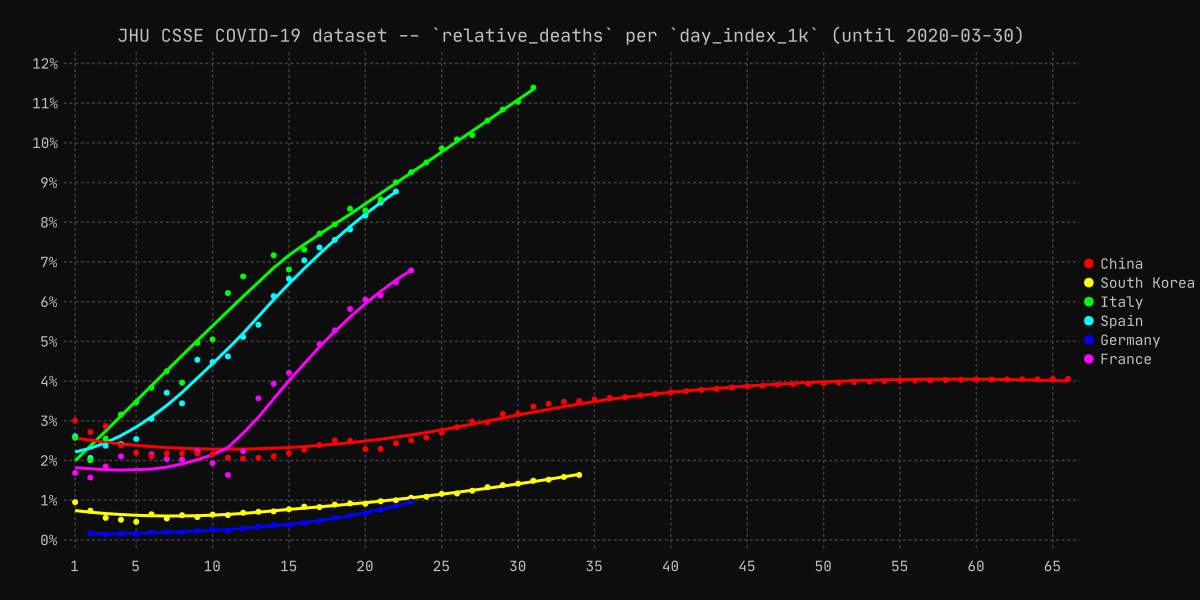 JHU CSSE COVID-19 dataset -- `relative_deaths` per `day_index_1k` (until 2020-03-30)
12%
11%
10%
9%
8%
7%
6%
5%
4%
3%
2%
1%
0%
1 5 10 15 20 25 30 35 40 45 50 55 60 65
China
South Korea
Italy
Spain
Germany
France